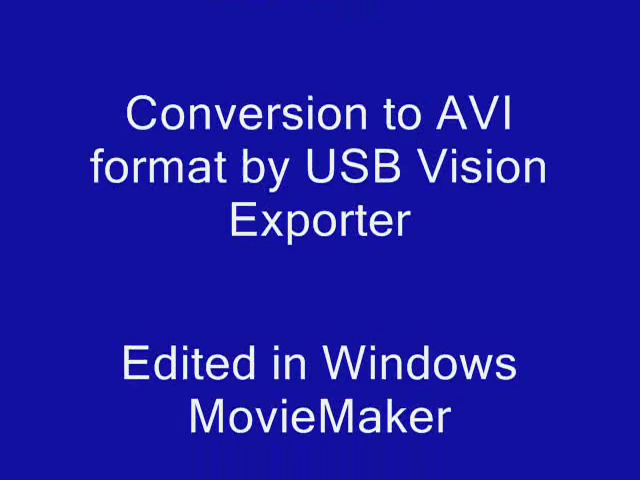 Conversion to AVI
format by USB Vision
Exporter
Edited in Windows
MovieMaker